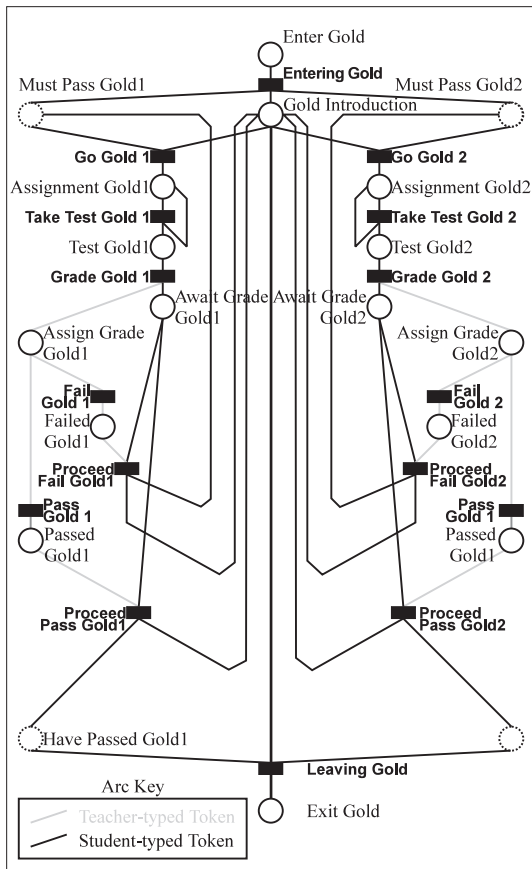 Enter Gold
Must Pass Gold1
Entering Gold
Must Pass Gold2
Gold Introduction
Go Gold 1
Go Gold 2
Assignment Gold1
Assignment Gold2
Take Test Gold 1
Take Test Gold 2
Test Gold1
Test Gold2
Grade Gold 1
Grade Gold 2
Await Grade
Gold1
Await Grade
Gold2
Assign Grade
Gold1
Assign Grade
Gold2
Fail
Gold 1
Fail
Gold 2
Failed
Gold1
Failed
Gold2
Proceed
Fail Gold1
Proceed
Fail Gold2
Pass
Gold 1
Pass
Gold 1
Passed
Gold1
Passed
Gold1
Proceed
Pass Gold1
Proceed
Pass Gold2
Have Passed Gold1
Leaving Gold
Exit Gold
Arc Key
Teacher-typed Token
Student-typed Token